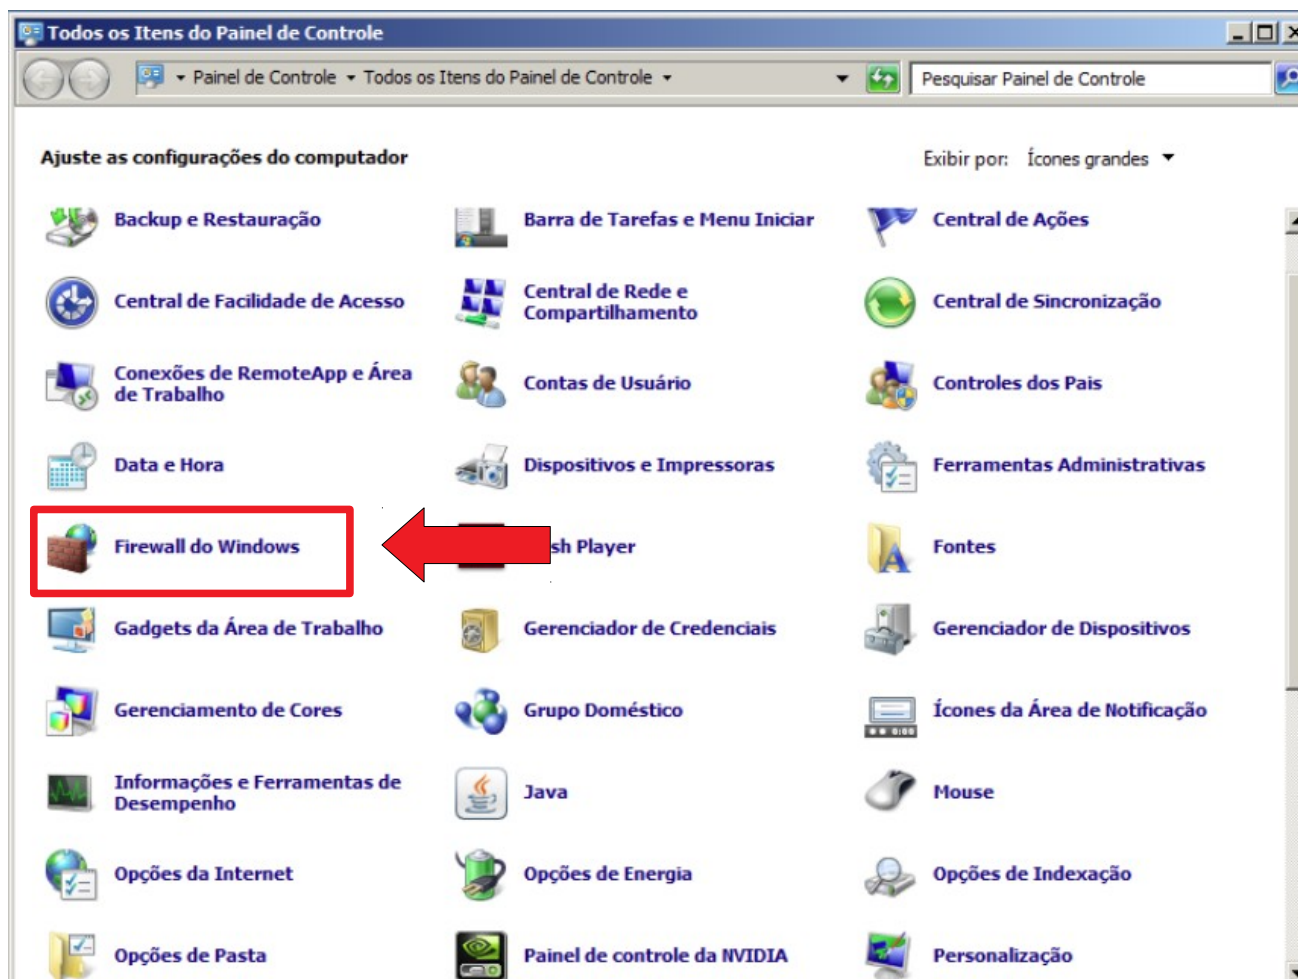 Todos os Itens do Painel de Controle
Painel de Controle Todos os Itens do Painel de Controle
Pesquisar Painel de Controle
Ajuste as configurações do computador
Exibir por: Ícones grandes
Backup e Restauração
Barra de Tarefas e Menu Iniciar
Central de Ações
Central de Facilidade de Acesso
Central de Rede e
Compartilhamento
Central de Sincronização
Conexões de RemoteApp e Área
de Trabalho
Contas de Usuário
Controles dos Pais
Data e Hora
Dispositivos e Impressoras
Ferramentas Administrativas
Firewall do Windows
Player
Fontes
Gadgets da Área de Trabalho
Gerenciador de Credenciais
Gerenciador de Dispositivos
Gerenciamento de Cores
Grupo Doméstico
Ícones da Área de Notificação
Informações e Ferramentas de
Desempenho
Java
Mouse
Opções da Internet
Opções de Energia
Opções de Indexação
Opções de Pasta
Painel de controle da NVIDIA
Personalização